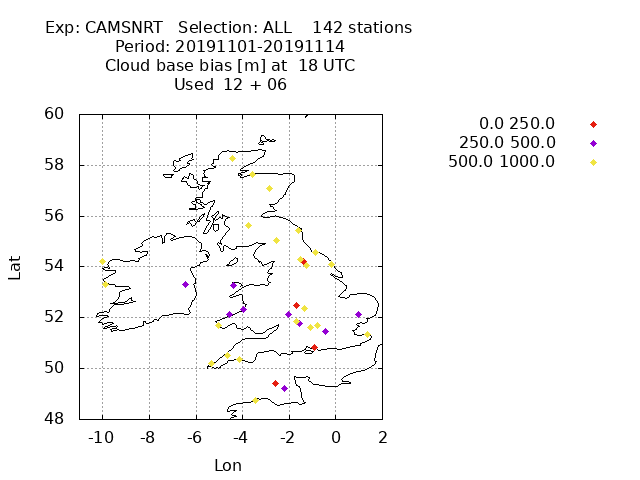 Exp: CAMSNRT   Selection: ALL    142 stations
Period: 20191101-20191114
Cloud base bias [m] at  18 UTC
Used  12 + 06
0.0 250.0
250.0 500.0
500.0 1000.0
Lat
60
58
56
54
52
50
48
-10 -8 -6 -4 -2 0 2
Lon